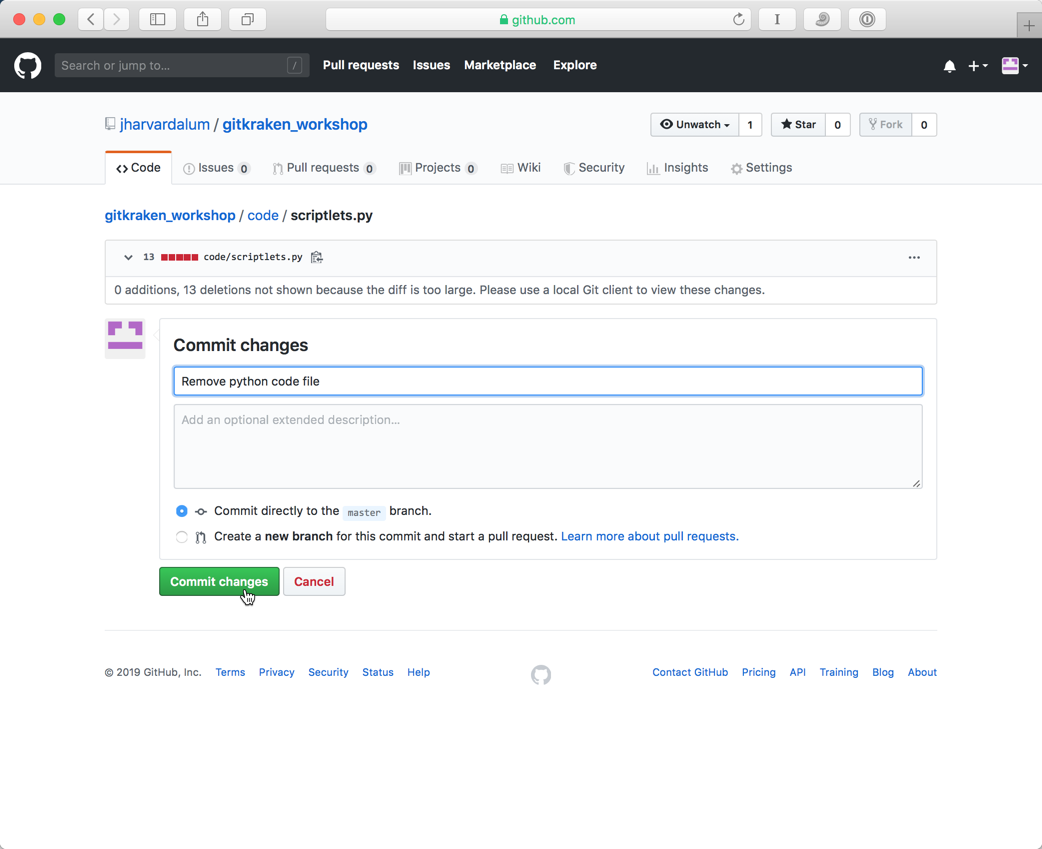 github.com
Search or jump to... /
Pull requests Issues Marketplace Explore
jharvardalum / gitkraken_workshop
Unwatch 1 Star 0 Fork 0
Code Issues 0 Pull requests 0 Projects 0 Wiki Security Insights Settings
gitkraken_workshop / code / scriptlets.py
13 code/scriptlets.py
0 additions, 13 deletions not shown because the diff is too large. Please use a local Git client to view these changes.
Commit changes
Remove python code file
Add an optional extended description...
Commit directly to the master branch.
Create a new branch for this commit and start a pull request. Learn more about pull requests.
Commit changes Cancel
© 2019 GitHub, Inc. Terms Privacy Security Status Help Contact GitHub Pricing API Training Blog About